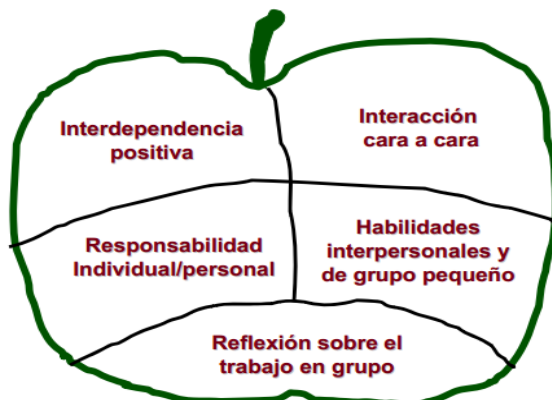 Interdependencia
positiva
Interacción
cara a cara
Responsabilidad
Individual/personal
Habilidades
interpersonales y
de grupo pequeño
Reflexión sobre el
trabajo en grupo